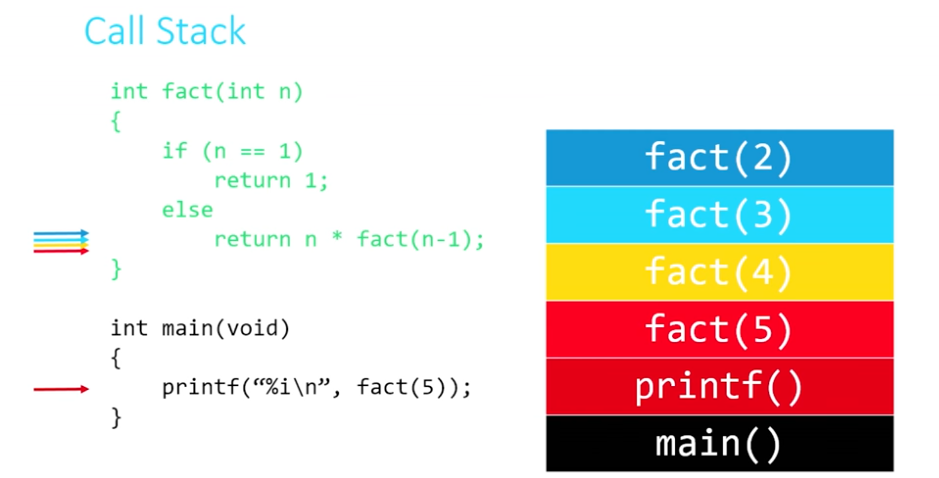 Call Stack
int fact(int n)
{
if (n == 1)
return 1;
else
return n * fact(n-1);
}
int main(void)
{
printf(“%i\n”, fact(5));
}
fact(2)
fact(3)
fact(4)
fact(5)
printf()
main()